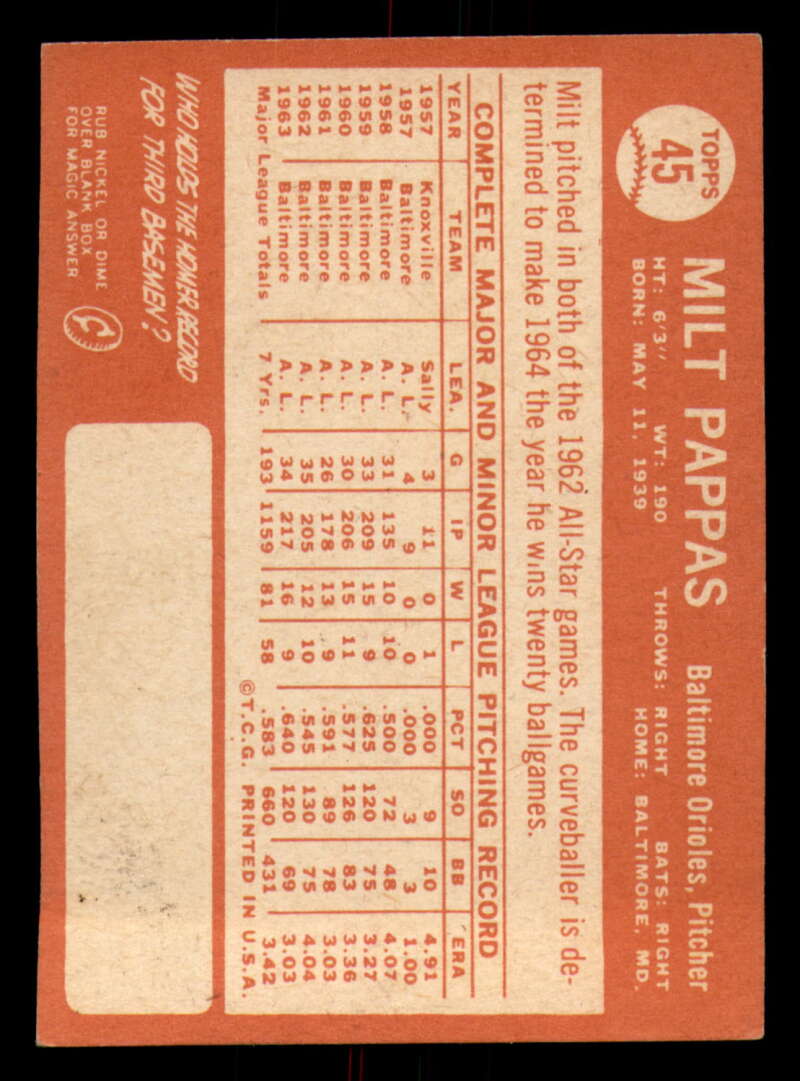 TOPPS
45
MILT PAPPAS Baltimore Orioles, Pitcher
HT: 6'3" WT: 190 THROWS: RIGHT BATS: RIGHT
BORN: MAY 11, 1939 HOME: BALTIMORE, MD.
Milt pitched in both of the 1962 All-Star games. The curveballer is de-
termined to make 1964 the year he wins twenty ballgames.
COMPLETE MAJOR AND MINOR LEAGUE PITCHING RECORD
YEAR TEAM LEA. G IP W L PCT SO BB ERA
1957 Knoxville Sally 3 11 0 1 .000 9 10 4.91
1957 Baltimore A. L. 4 9 0 0 .000 3 3 1.00
1958 Baltimore A. L. 31 135 10 10 .500 72 48 4.07
1959 Baltimore A. L. 33 209 15 9 .625 120 75 3.27
1960 Baltimore A. L. 30 206 15 11 .577 126 83 3.36
1961 Baltimore A. L. 26 178 13 9 .591 89 78 3.03
1962 Baltimore A. L. 35 205 12 10 .545 130 75 4.04
1963 Baltimore A. L. 34 217 16 9 .640 120 69 3.03
Major League Totals 7 Yrs. 193 1159 81 58 .583 660 431 3.42
©T.C.G. PRINTED IN U.S.A.
WHO HOLDS THE HOMER RECORD
FOR THIRD BASEMEN?
RUB NICKEL OR DIME
OVER BLANK BOX
FOR MAGIC ANSWER